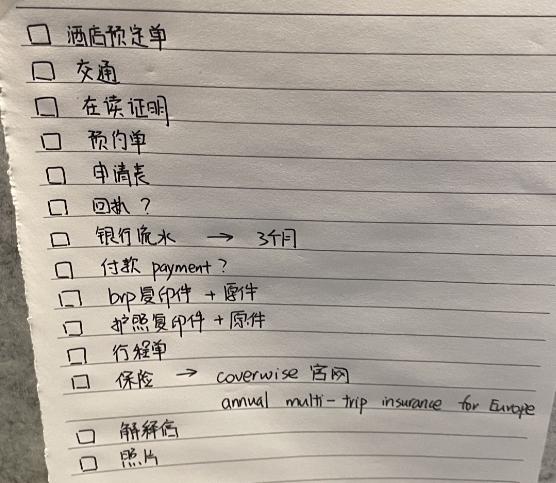 酒店预定单
交通
在读证明
预约单
申请表
回执？
银行流水 → 3个月
付款 payment？
brp复印件 + 原件
护照复印件 + 原件
行程单
保险 → coverwise 官网
annual multi-trip insurance for Europe
解释信
照片